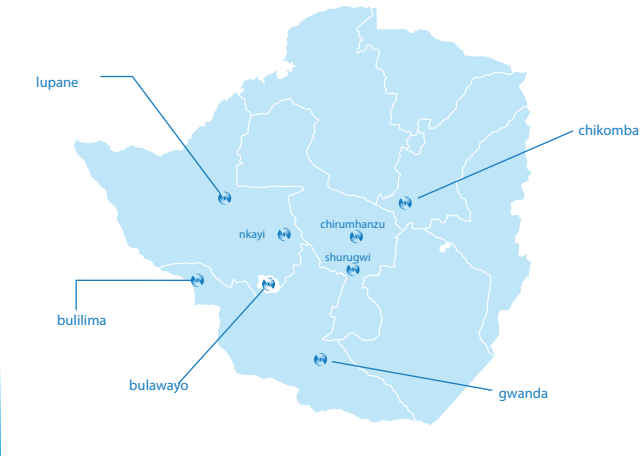 lupane
chikomba
chirumhanzu
nkayi
shurugwi
bulilima
bulawayo
gwanda